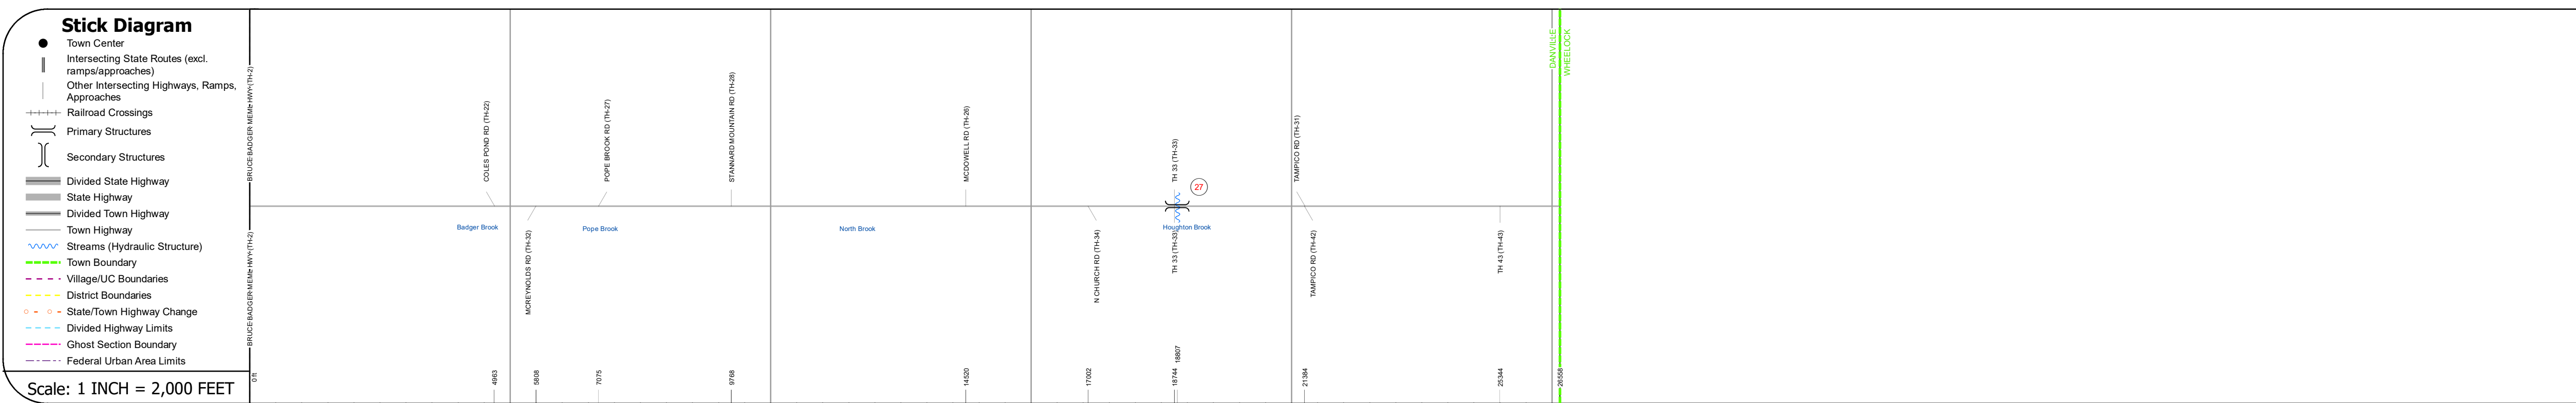 Stick Diagram
Town Center
Intersecting State Routes (excl.
ramps/approaches)
Other Intersecting Highways, Ramps,
Approaches
Railroad Crossings
Primary Structures
Secondary Structures
Divided State Highway
State Highway
Divided Town Highway
Town Highway
Streams (Hydraulic Structure)
Town Boundary
Village/UC Boundaries
District Boundaries
State/Town Highway Change
Divided Highway Limits
Ghost Section Boundary
Federal Urban Area Limits
Scale: 1 INCH = 2,000 FEET
BRUCE BADGER MEML HWY (TH-2)
COLES POND RD (TH-22)
POPE BROOK RD (TH-27)
STANNARD MOUNTAIN RD (TH-28)
MCDOWELL RD (TH-26)
TH 33 (TH-33)
27
TAMPICO RD (TH-31)
DANVILLE
WHEELOCK
Badger Brook
Pope Brook
North Brook
Houghton Brook
BRUCE BADGER MEML HWY (TH-2)
MCREYNOLDS RD (TH-32)
N CHURCH RD (TH-34)
TH 33 (TH-33)
TAMPICO RD (TH-42)
TH 43 (TH-43)
0 ft
4963
5808
7075
9768
14520
17002
18744
18807
21384
25344
26558